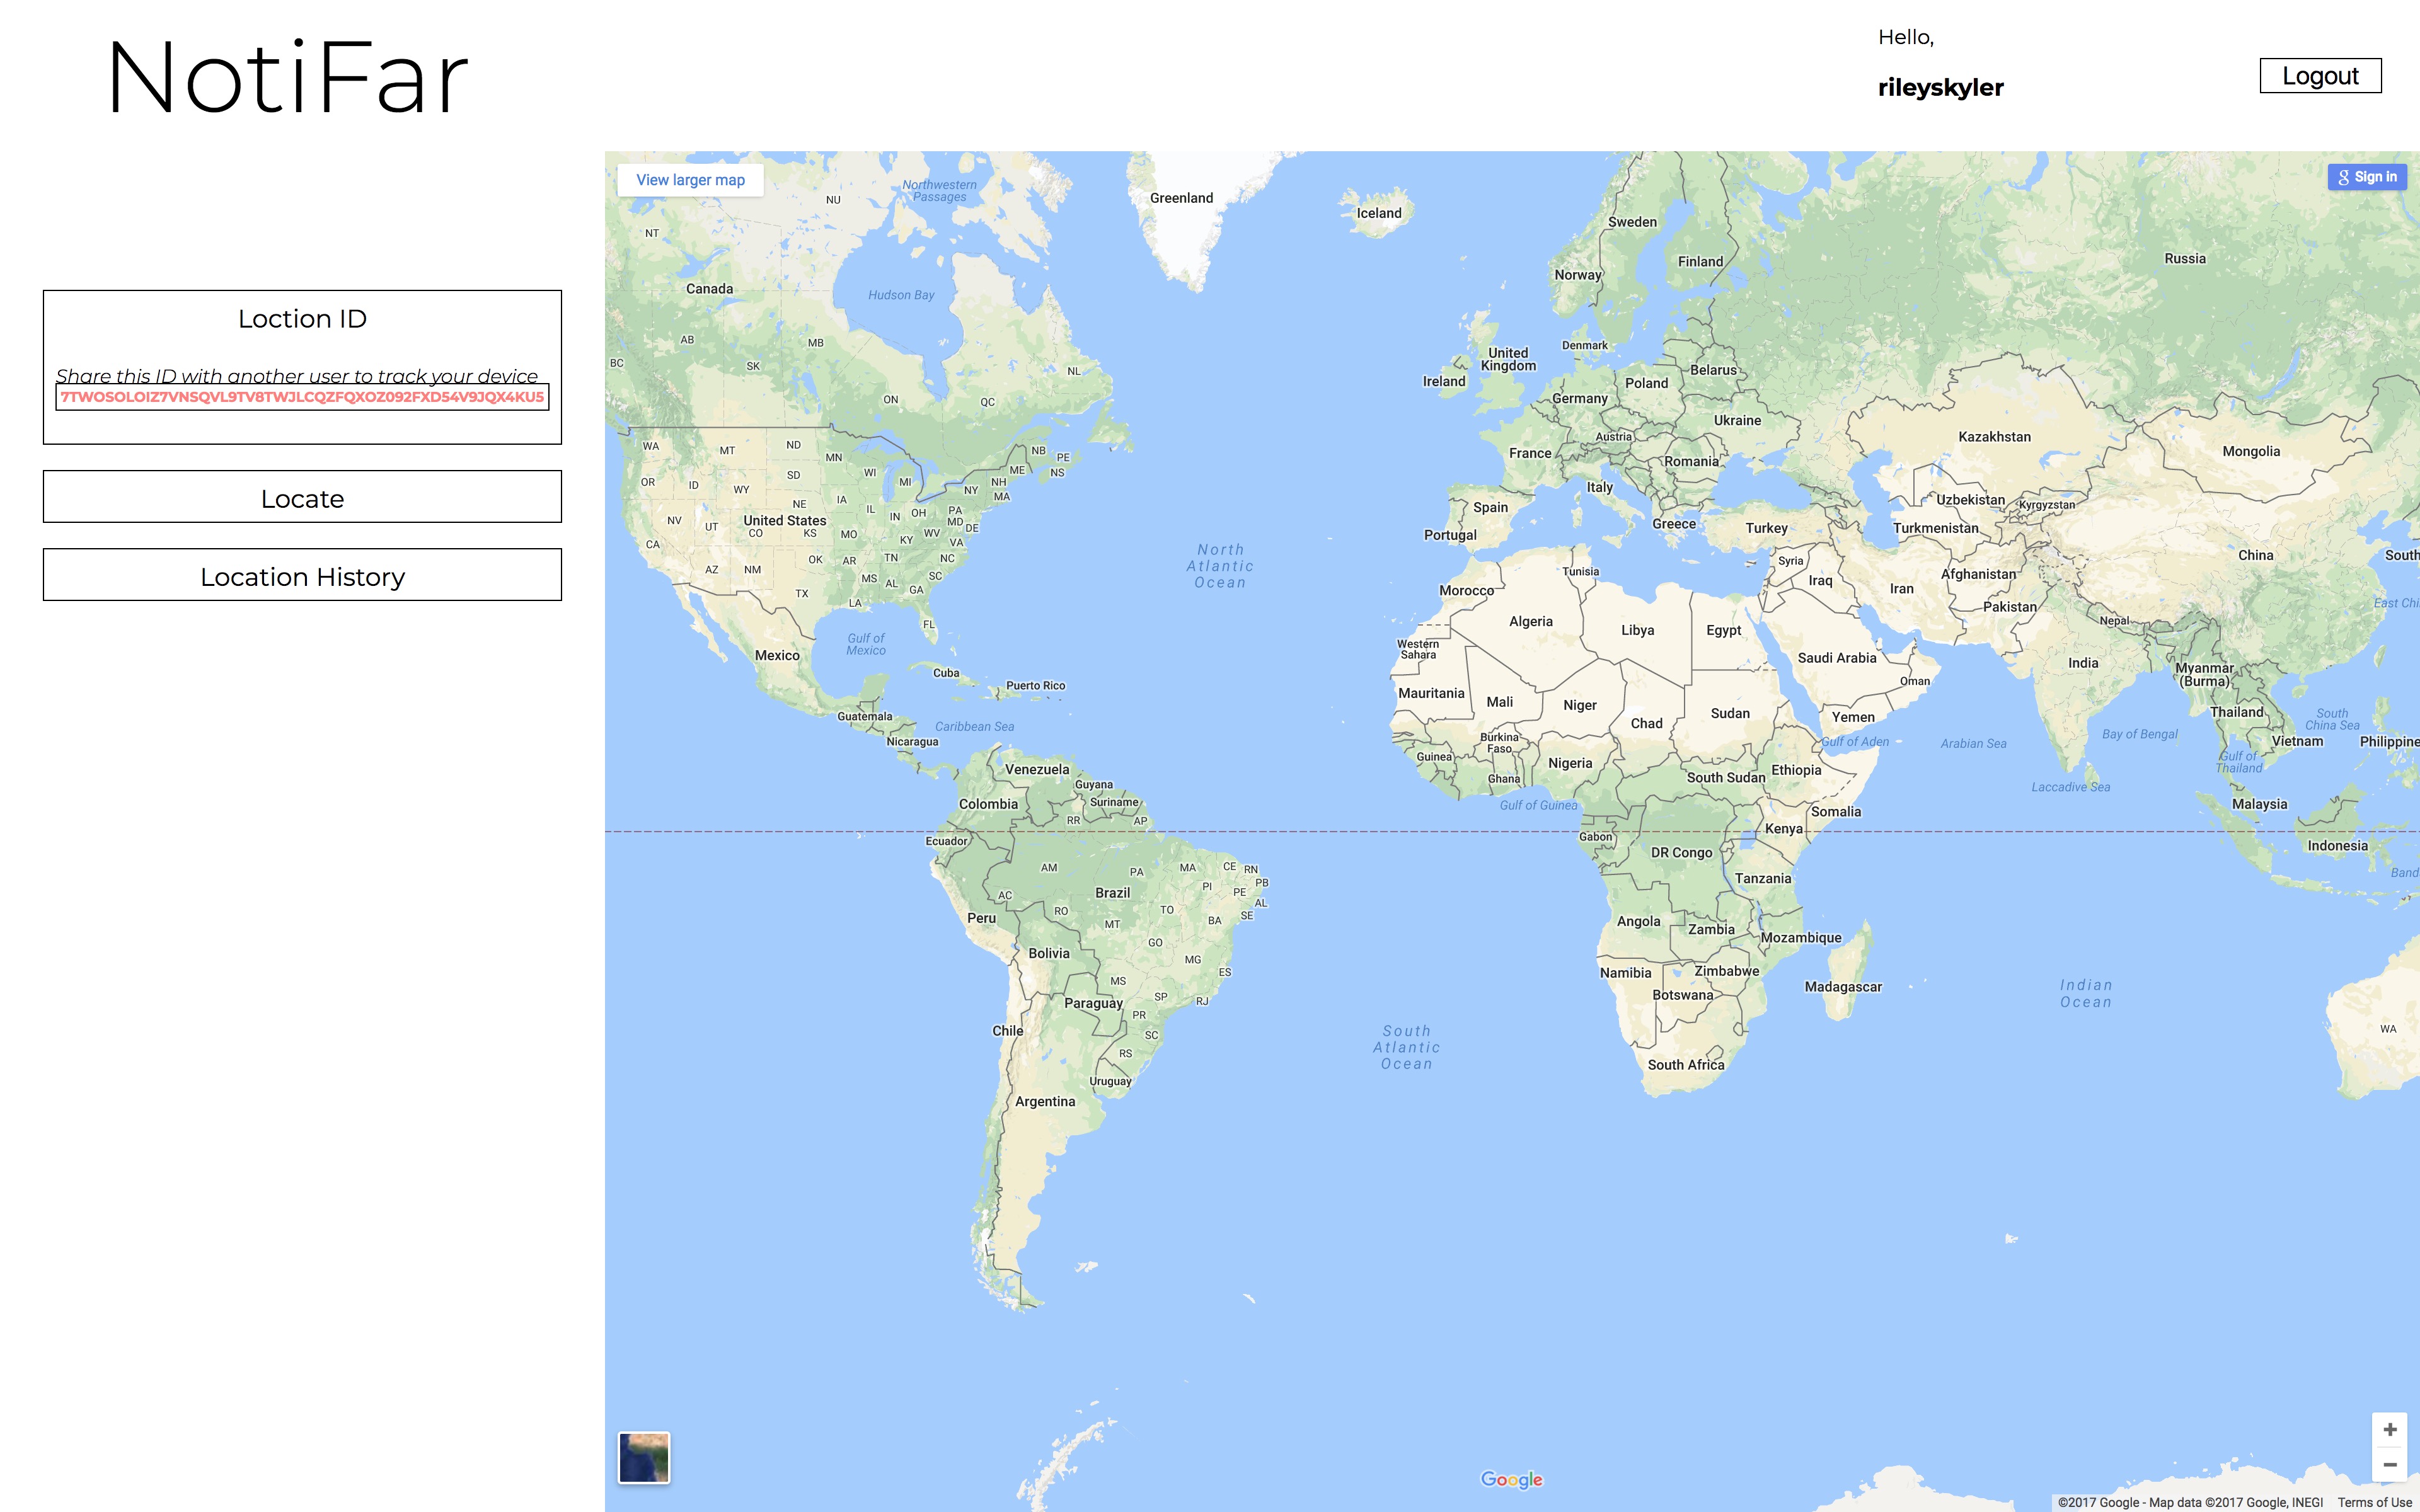 NotiFar
Hello,
rileyskyler
Logout
Loction ID
Share this ID with another user to track your device
7TWOSOLOIZ7VNSQVL9TV8TWJLCQZFQXOZ092FXD54V9JQX4KU5
Locate
Location History
View larger map
Sign in
Northwestern
Passages
NU
NT
Greenland
Iceland
Sweden
Finland
Norway
Russia
Canada
Hudson Bay
AB
MB
BC
SK
NL
ON
QC
Denmark
United
Kingdom
Ireland
Belarus
Poland
Germany
Ukraine
Austria
France
Romania
Kazakhstan
Mongolia
WA
MT
ND
MN
NB
PE
NS
ME
OR
ID
SD
WY
WI
MI
NH
NY
MA
NE
IA
IL
IN
OH
PA
MD
DE
NV
UT
United States
CO
KS
MO
KY
WV
VA
CA
OK
AR
TN
NC
AZ
NM
MS
AL
SC
GA
TX
LA
FL
Italy
Spain
Portugal
Greece
Turkey
Uzbekistan
Kyrgyzstan
Turkmenistan
China
South
North
Atlantic
Ocean
Syria
Iraq
Iran
Afghanistan
Pakistan
Tunisia
Morocco
Algeria
Libya
Egypt
Nepal
East Chi
Western
Sahara
Saudi Arabia
Oman
India
Myanmar
(Burma)
Gulf of
Mexico
Mexico
Cuba
Puerto Rico
Guatemala
Caribbean Sea
Nicaragua
Mauritania
Mali
Niger
Chad
Sudan
Yemen
Thailand
South
China Sea
Burkina
Faso
Guinea
Ghana
Nigeria
Gulf of Aden
Arabian Sea
Bay of Bengal
Vietnam
Philippine
Gulf of
Thailand
South Sudan
Ethiopia
Laccadive Sea
Venezuela
Guyana
Suriname
Colombia
RR
AP
Gulf of Guinea
Somalia
Malaysia
Ecuador
Gabon
Kenya
DR Congo
Indonesia
AM
PA
MA
CE
RN
PB
PI
PE
AL
SE
AC
Brazil
Tanzania
Band
Peru
RO
TO
BA
MT
Angola
Zambia
Mozambique
GO
Bolivia
MG
ES
MS
Namibia
Zimbabwe
Botswana
Madagascar
Indian
Ocean
Paraguay
SP
RJ
PR
SC
Chile
RS
Uruguay
Argentina
South
Atlantic
Ocean
South Africa
WA
Google
©2017 Google - Map data ©2017 Google, INEGI
Terms of Use